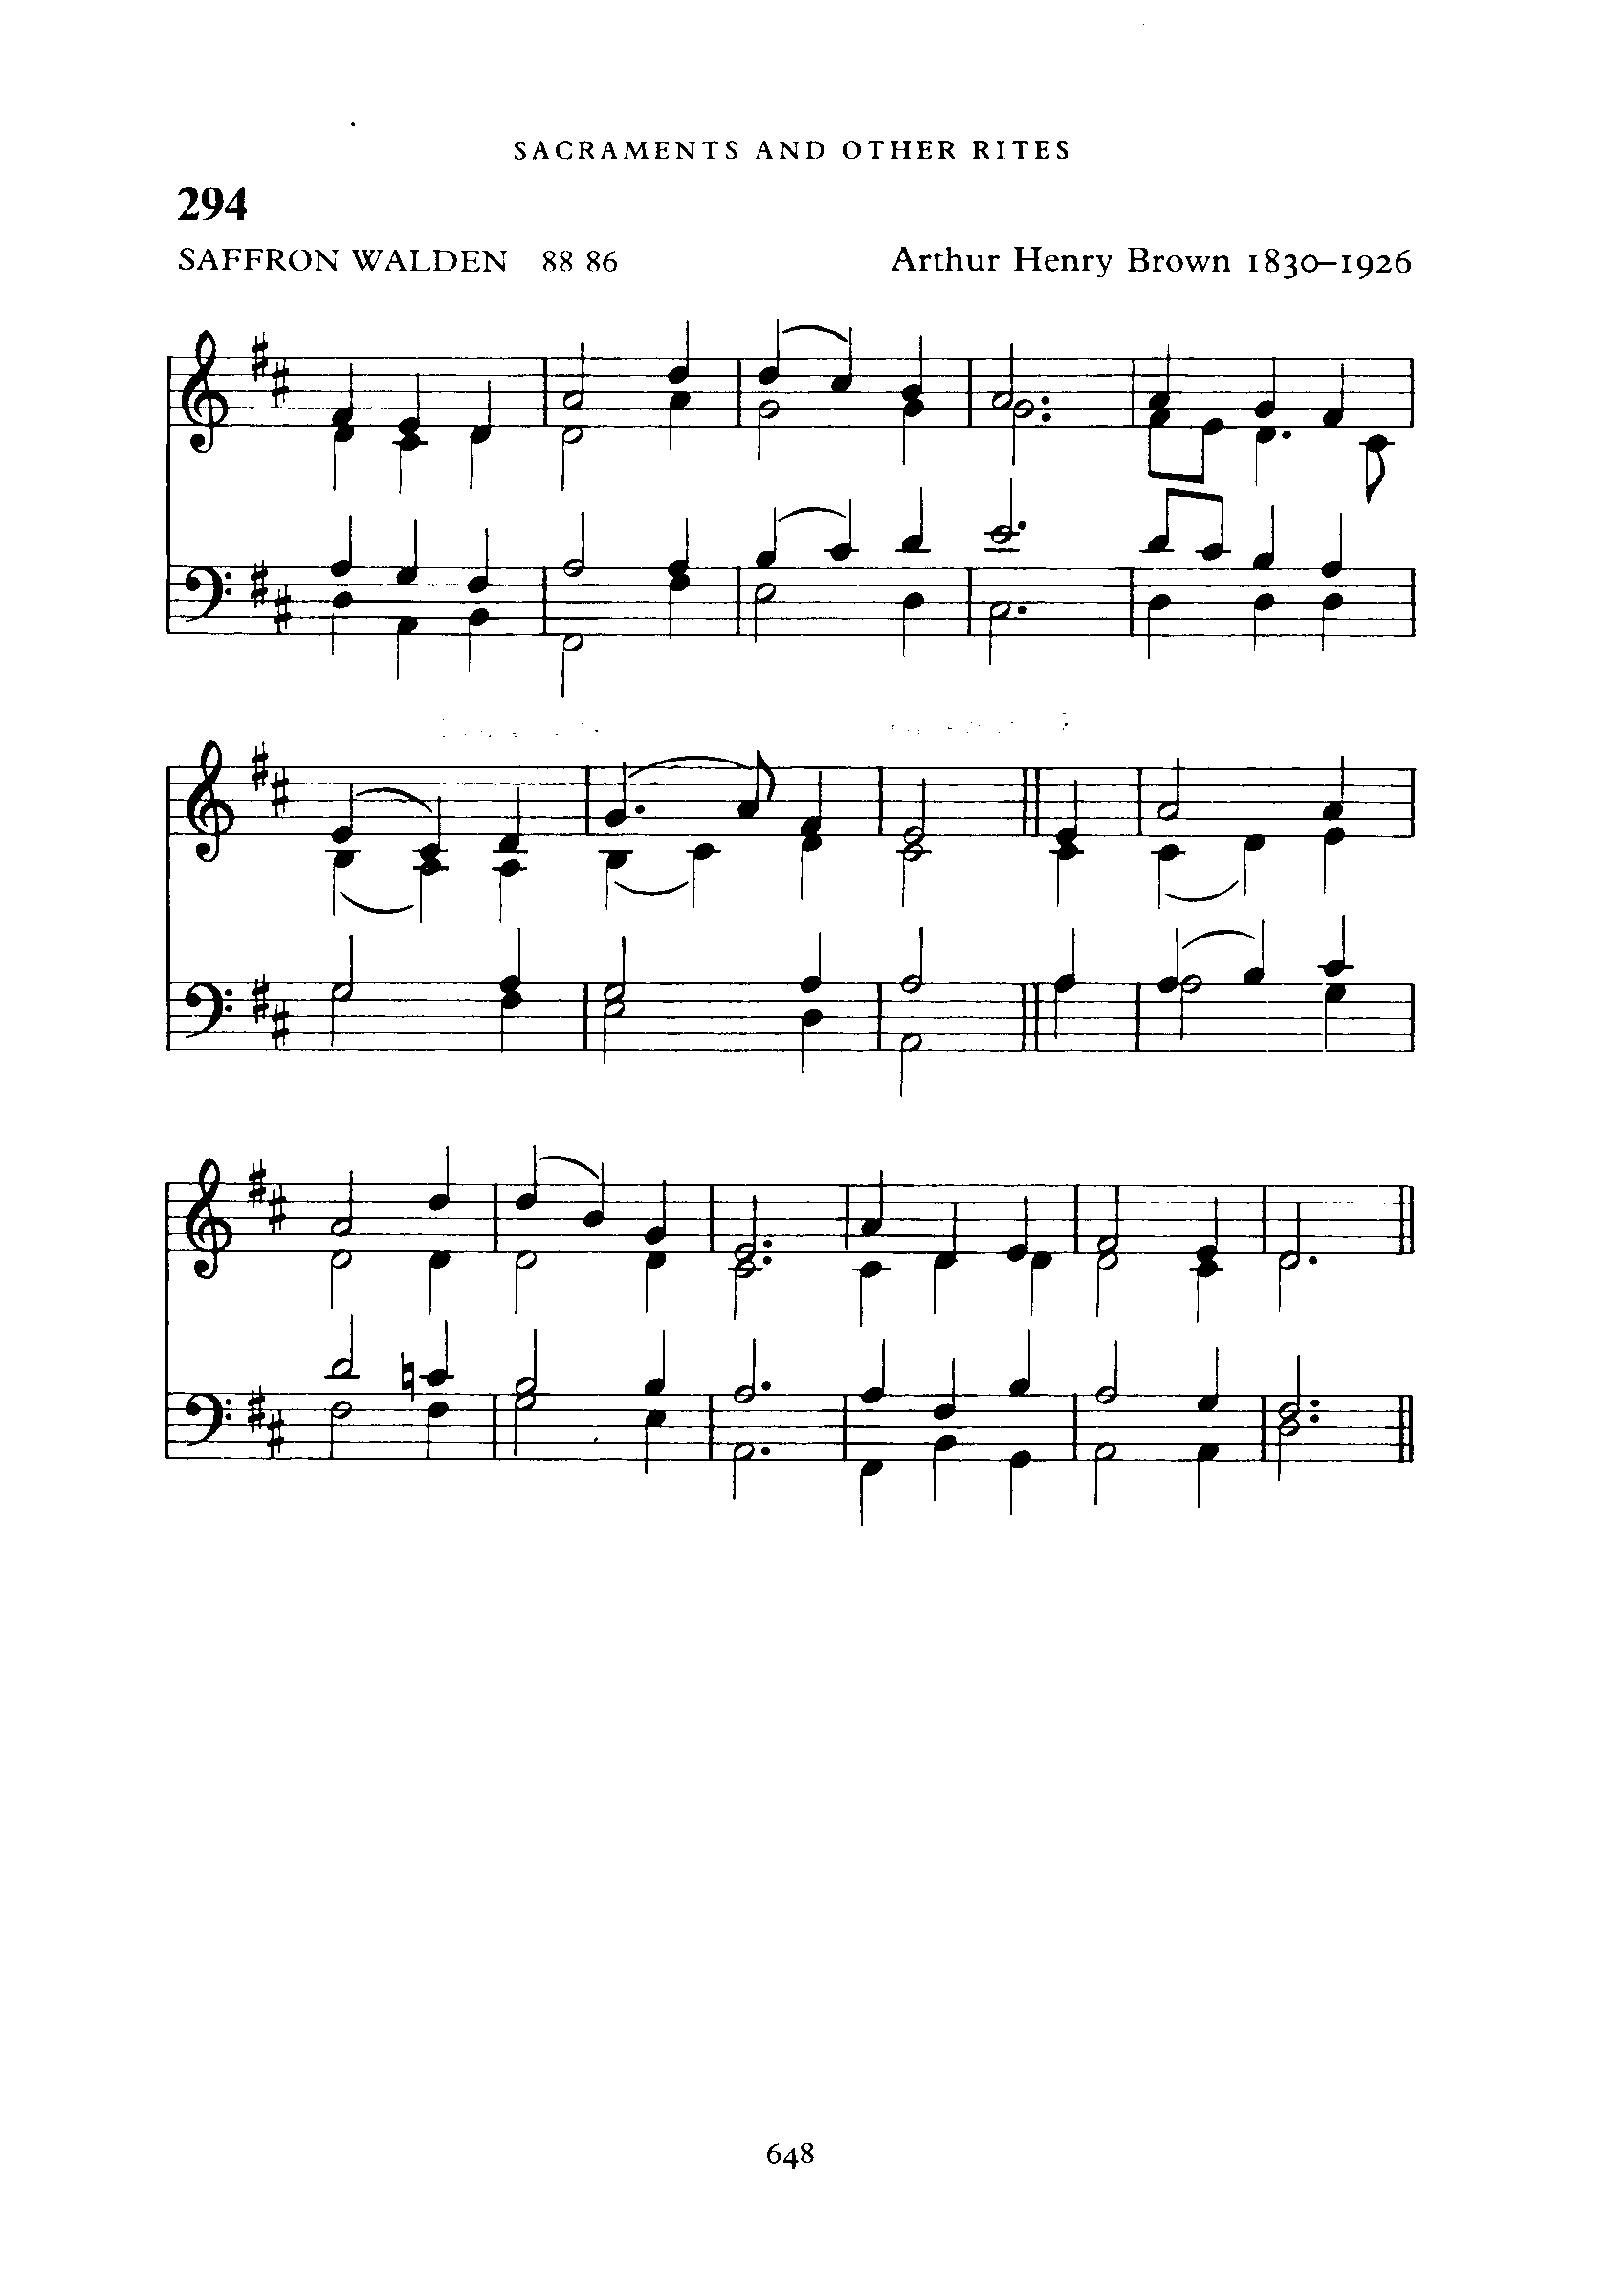 SACRAMENTS AND OTHER RITES
294
SAFFRON WALDEN 88 86 Arthur Henry Brown 1830–1926
648